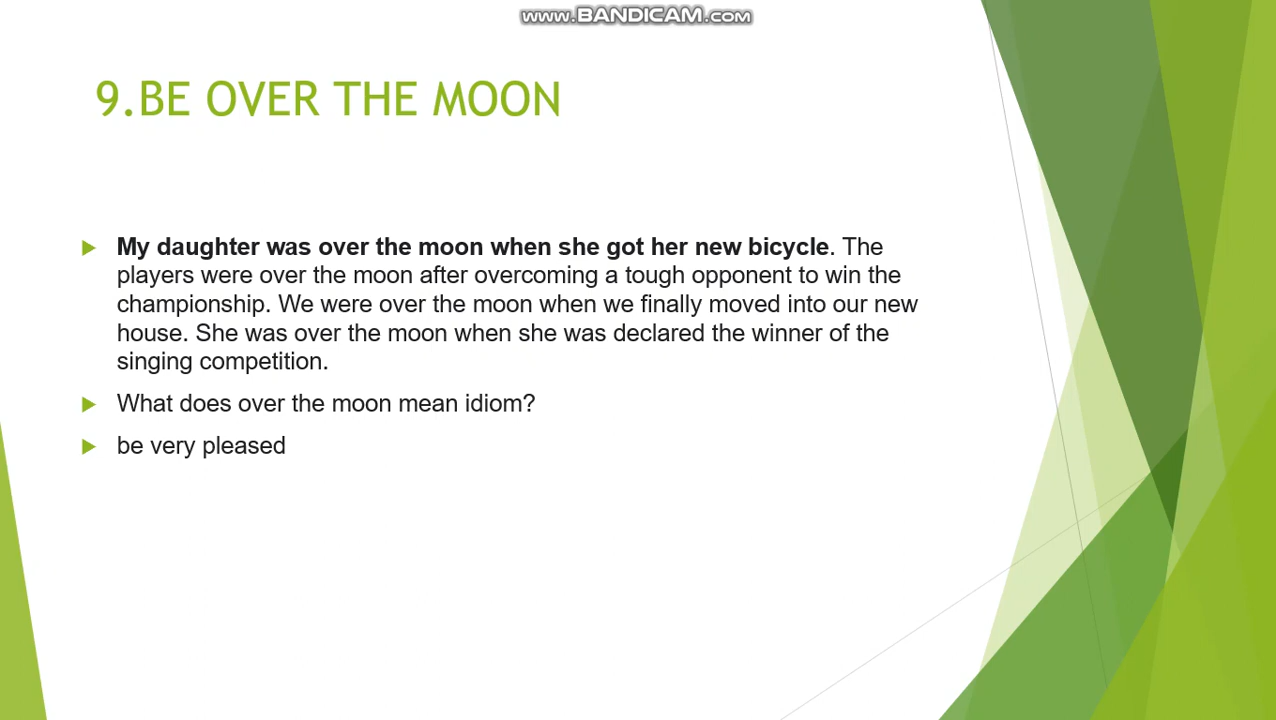 www.BANDICAM.com
9.BE OVER THE MOON
My daughter was over the moon when she got her new bicycle. The
players were over the moon after overcoming a tough opponent to win the
championship. We were over the moon when we finally moved into our new
house. She was over the moon when she was declared the winner of the
singing competition.
What does over the moon mean idiom?
be very pleased